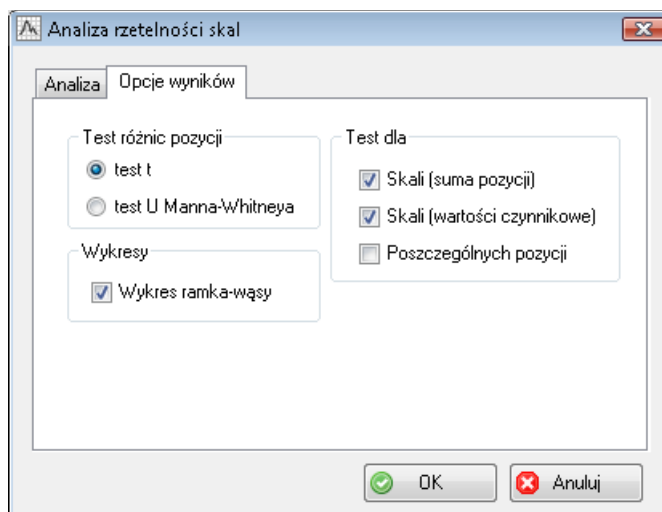 Analiza rzetelności skal
Analiza
Opcje wyników
Test różnic pozycji
test t
test U Manna-Whitneya
Wykresy
Wykres ramka-wąsy
Test dla
Skali (suma pozycji)
Skali (wartości czynnikowe)
Poszczególnych pozycji
OK
Anuluj